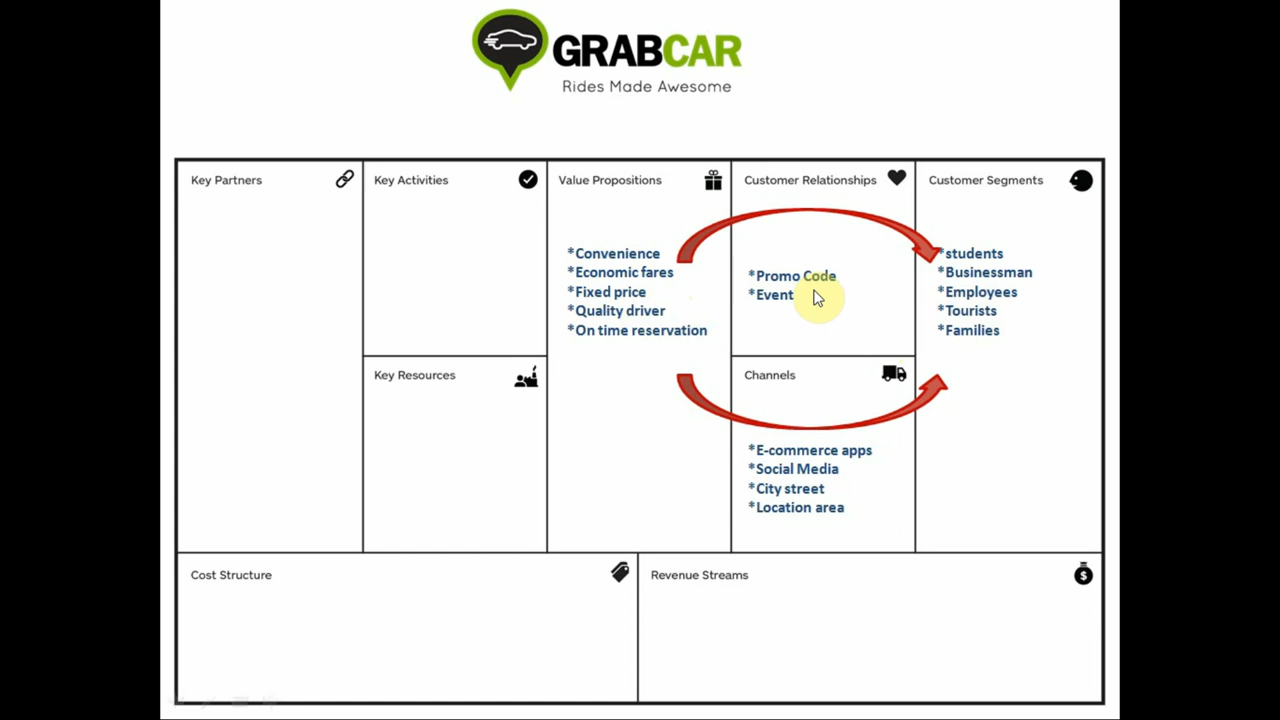 GRABCAR
Rides Made Awesome
Key Partners
Key Activities
Value Propositions
*Convenience
*Economic fares
*Fixed price
*Quality driver
*On time reservation
Customer Relationships
*Promo Code
*Event
Customer Segments
*students
*Businessman
*Employees
*Tourists
*Families
Key Resources
Channels
*E-commerce apps
*Social Media
*City street
*Location area
Cost Structure
Revenue Streams
$